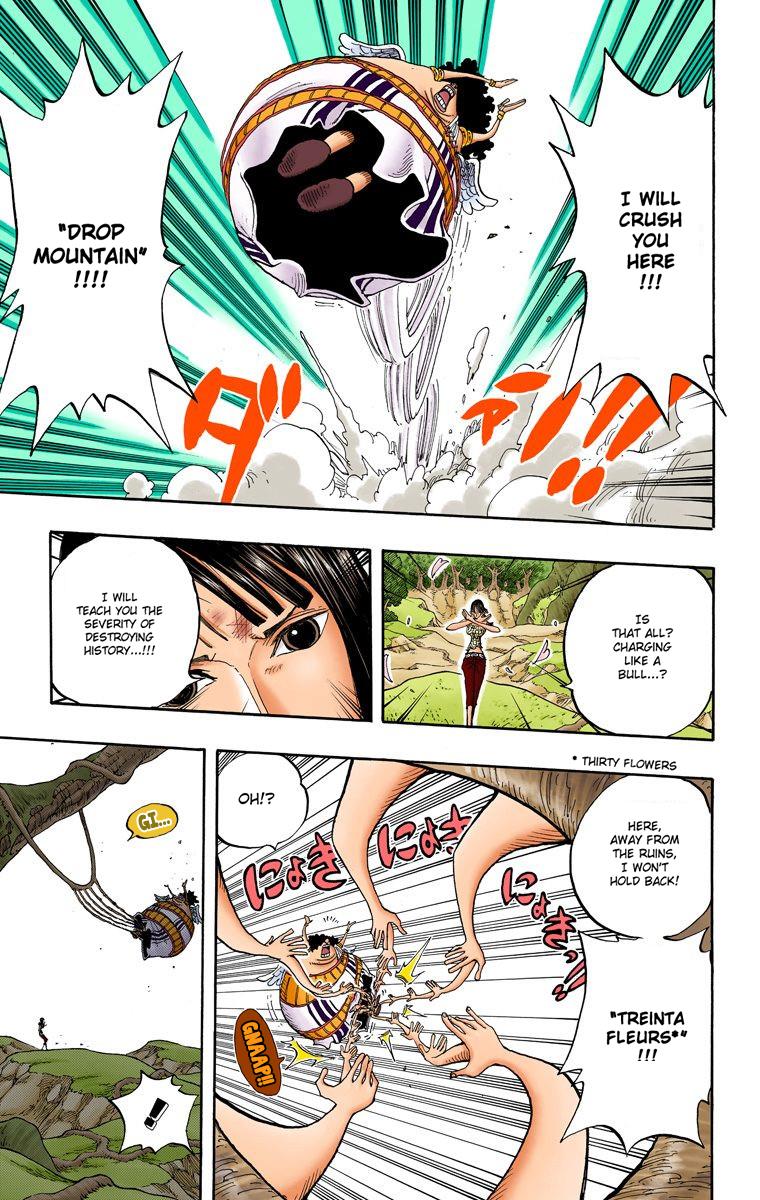 I WILL
CRUSH
YOU
HERE
!!!
"DROP
MOUNTAIN"
!!!!
ダァン!!
IS
THAT ALL?
CHARGING
LIKE A
BULL...?
I WILL
TEACH YOU THE
SEVERITY OF
DESTROYING
HISTORY...!!!
* THIRTY FLOWERS
HERE,
AWAY FROM
THE RUINS,
I WON'T
HOLD BACK!
"TREINTA
FLEURS*"
!!!
にょきっ!!
にょき
にょき
OH!?
GNAAP!!
GI...
!